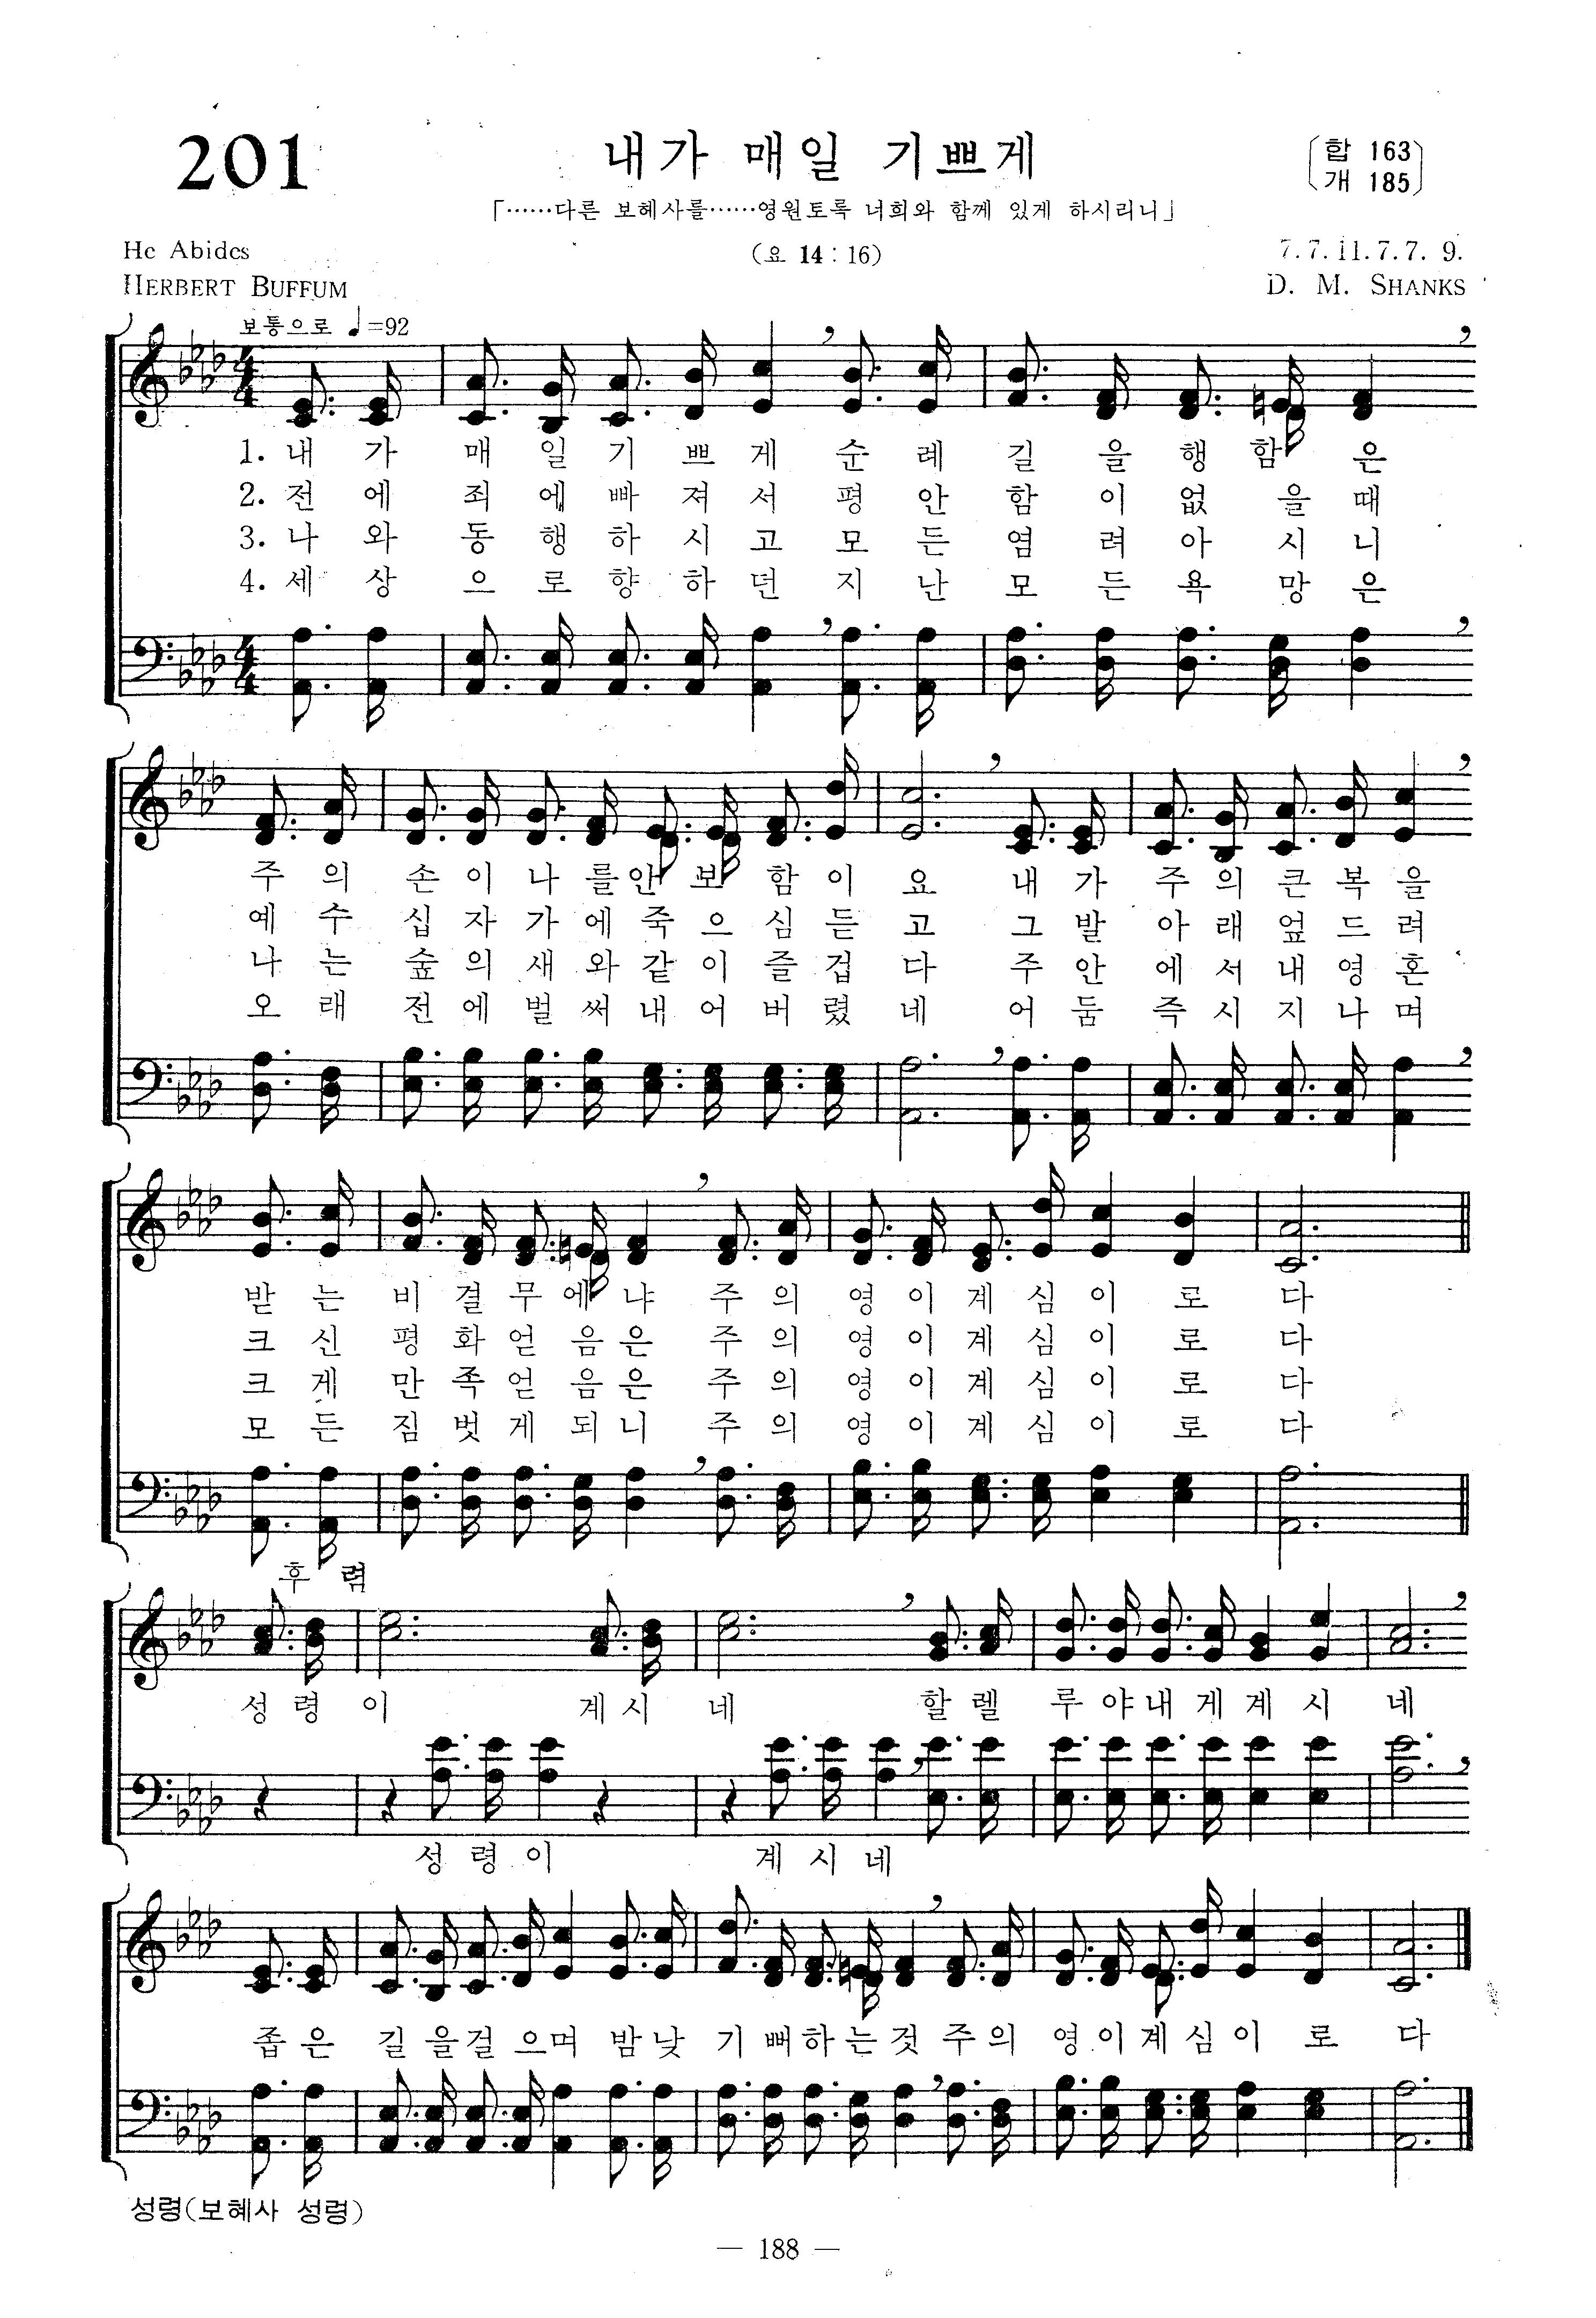 201
내가 매일 기쁘게
합 163
개 185
「……다른 보혜사를……영원토록 너희와 함께 있게 하시리니」
(요 14 : 16)
He Abides
HERBERT BUFFUM
7.7.11.7.7. 9.
D. M. SHANKS
보통으로 ♩=92
1. 내 가 매 일 기 쁘 게 순 례 길 을 행 함 은
2. 전 에 죄 에 빠 져 서 평 안 함 이 없 을 때
3. 나 와 동 행 하 시 고 모 든 염 려 아 시 니
4. 세 상 으 로 향 하 던 지 난 모 든 욕 망 은
주 의 손 이 나 를 안 보 함 이 요 내 가 주 의 큰 복 을
예 수 십 자 가 에 죽 으 심 듣 고 그 발 아 래 엎 드 려
나 는 숲 의 새 와 같 이 즐 겁 다 주 안 에 서 내 영 혼
오 래 전 에 벌 써 내 어 버 렸 네 어 둠 즉 시 지 나 며
받 는 비 결 무 에 냐 주 의 영 이 계 심 이 로 다
크 신 평 화 얻 음 은 주 의 영 이 계 심 이 로 다
크 게 만 족 얻 음 은 주 의 영 이 계 심 이 로 다
모 든 짐 벗 게 되 니 주 의 영 이 계 심 이 로 다
후 렴
성 령 이 계 시 네 할 렐 루 야 내 게 계 시 네
성 령 이 계 시 네
좁 은 길 을 걸 으 며 밤 낮 기 뻐 하 는 것 주 의 영 이 계 심 이 로 다
성령(보혜사 성령)
— 188 —